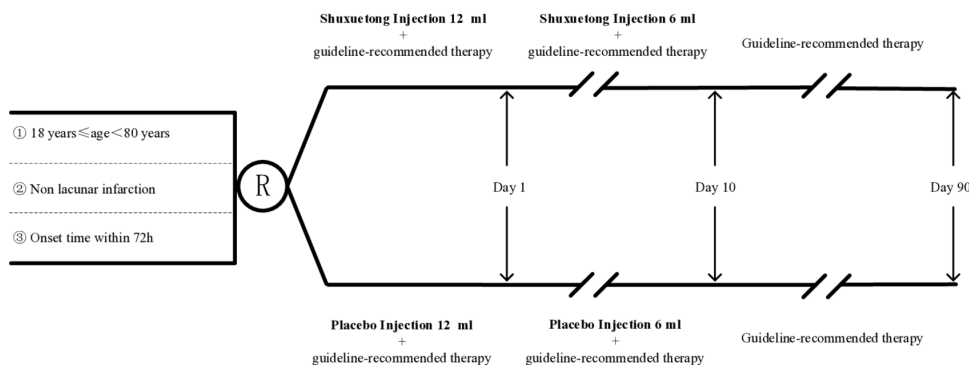 Shuxuetong Injection 12 ml
+
guideline-recommended therapy
Shuxuetong Injection 6 ml
+
guideline-recommended therapy
Guideline-recommended therapy
① 18 years≤age<80 years
② Non lacunar infarction
③ Onset time within 72h
R
Day 1
Day 10
Day 90
Placebo Injection 12 ml
+
guideline-recommended therapy
Placebo Injection 6 ml
+
guideline-recommended therapy
Guideline-recommended therapy